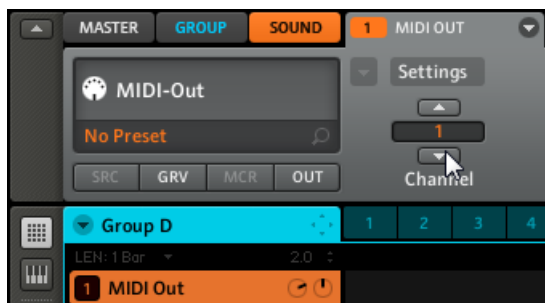 MASTER GROUP SOUND 1 MIDI OUT
Settings
MIDI-Out
1
No Preset
SRC GRV MCR OUT
Channel
Group D 1 2 3 4
LEN: 1 Bar 2.0
1 MIDI Out